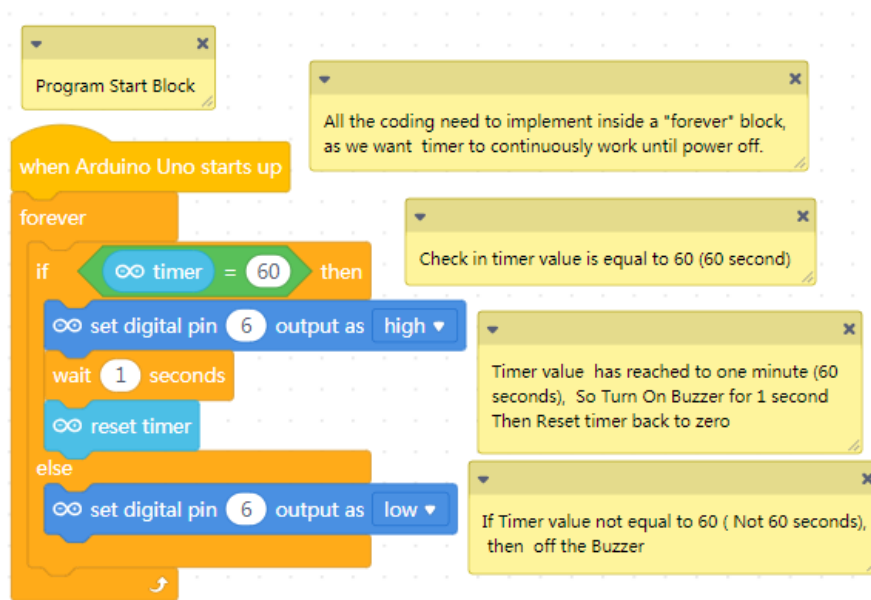 Program Start Block
All the coding need to implement inside a "forever" block,
as we want timer to continuously work until power off.
when Arduino Uno starts up
forever
Check in timer value is equal to 60 (60 second)
if timer = 60 then
set digital pin 6 output as high
Timer value has reached to one minute (60
seconds), So Turn On Buzzer for 1 second
Then Reset timer back to zero
wait 1 seconds
reset timer
else
set digital pin 6 output as low
If Timer value not equal to 60 ( Not 60 seconds),
then off the Buzzer